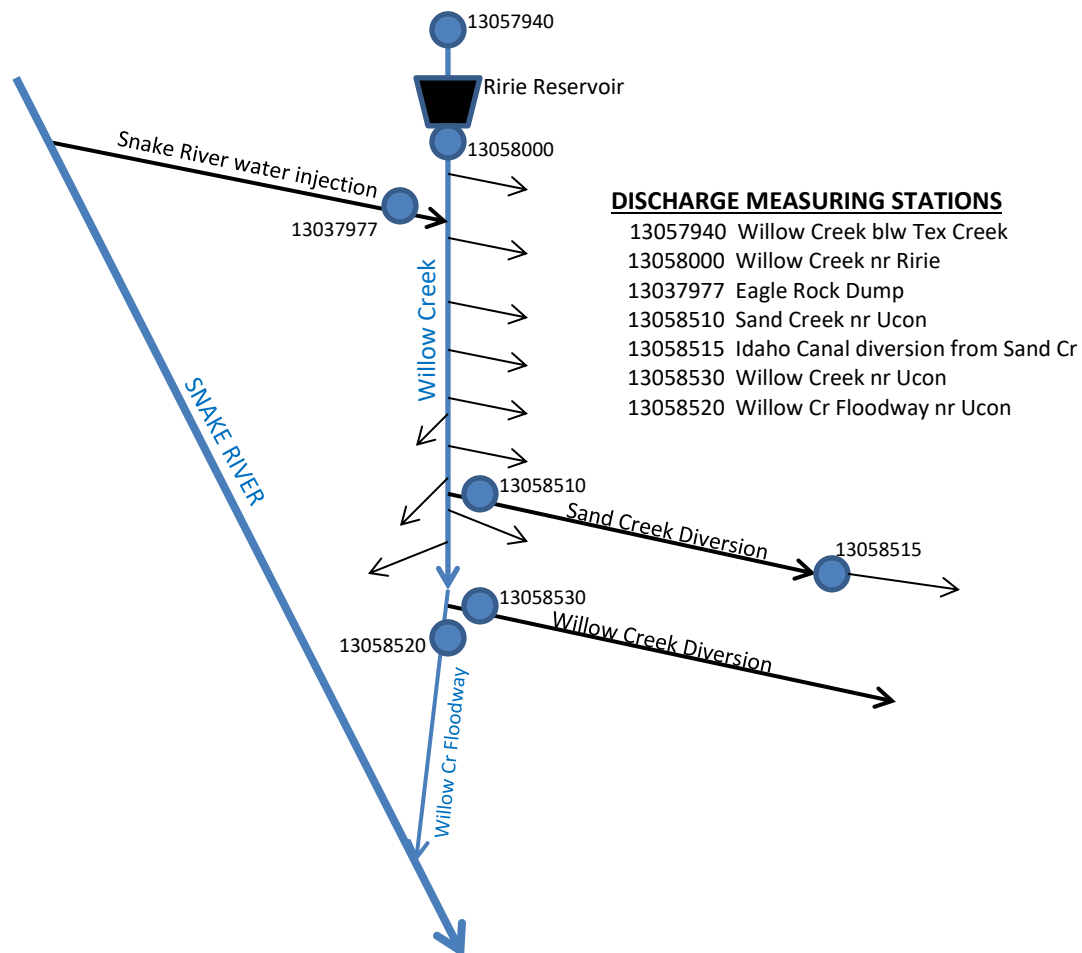 13057940
Ririe Reservoir
13058000
Snake River water injection
13037977
DISCHARGE MEASURING STATIONS
13057940 Willow Creek blw Tex Creek
13058000 Willow Creek nr Ririe
13037977 Eagle Rock Dump
13058510 Sand Creek nr Ucon
13058515 Idaho Canal diversion from Sand Cr
13058530 Willow Creek nr Ucon
13058520 Willow Cr Floodway nr Ucon
Willow Creek
SNAKE RIVER
13058510
Sand Creek Diversion
13058515
13058530
Willow Creek Diversion
13058520
Willow Cr Floodway